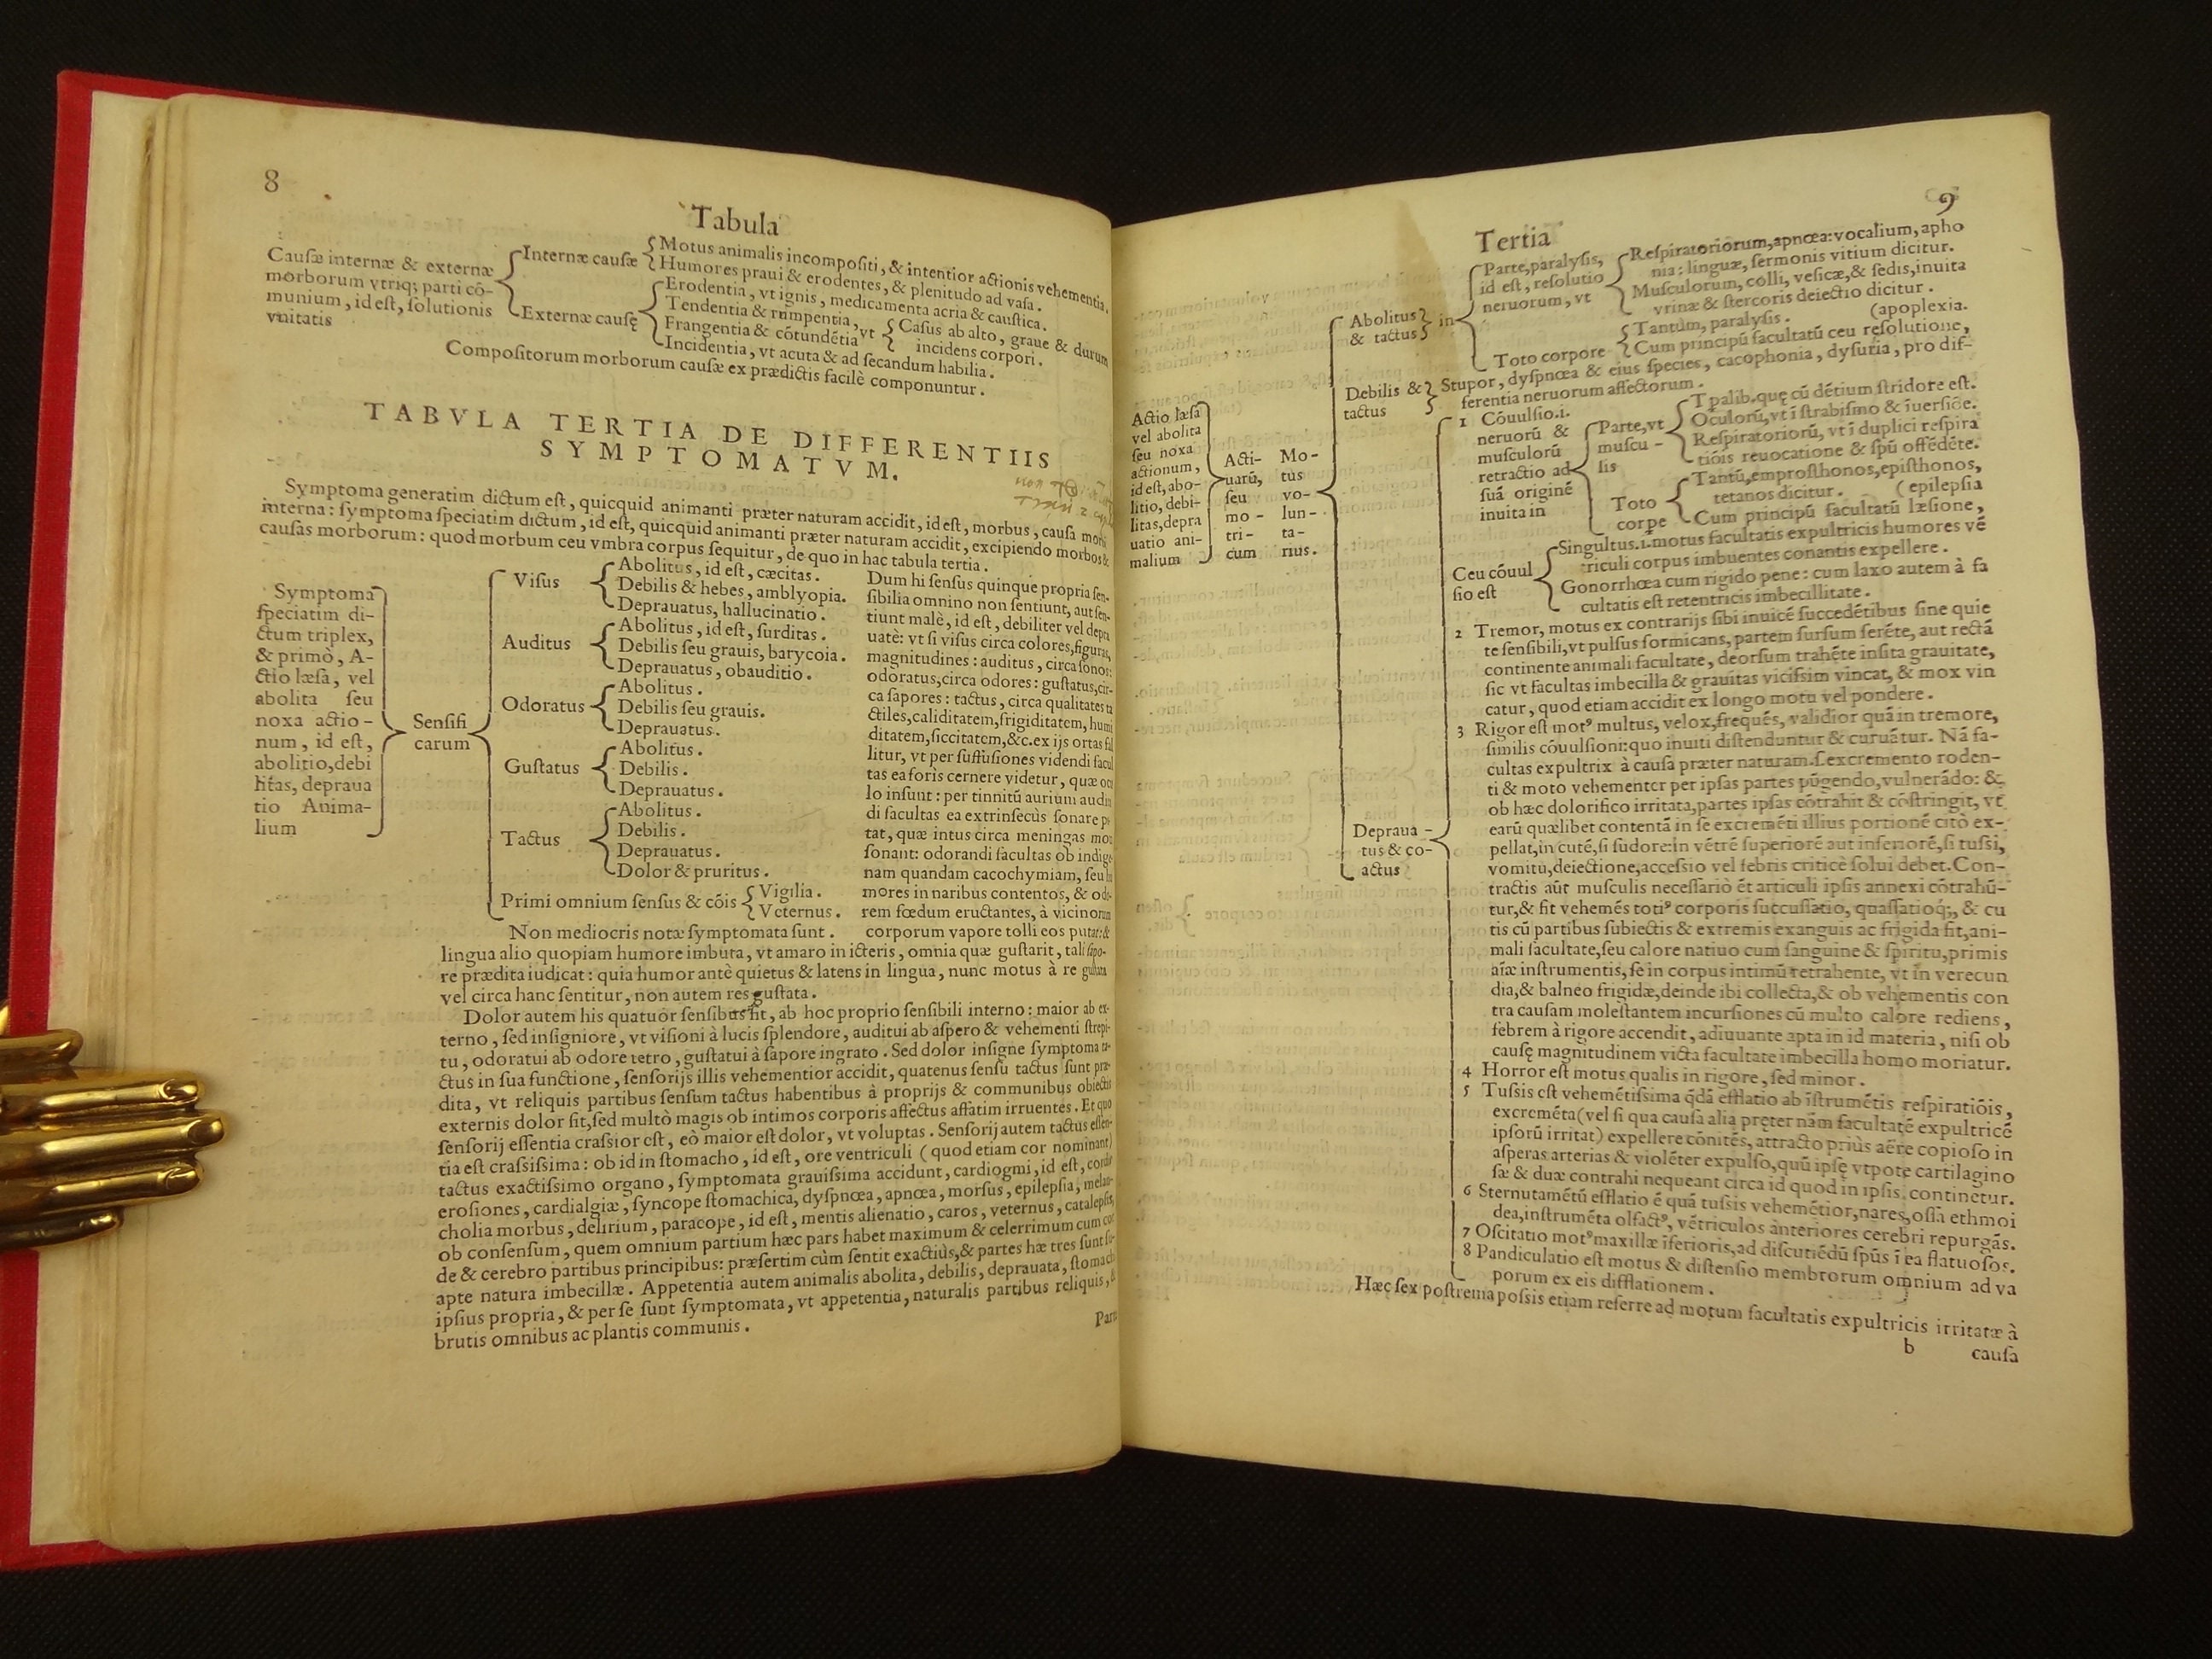 8
Tabula
Causæ internæ & externæ
morborum vtriq; parti cō-
munium, id est, solutionis
vnitatis
Internæ causæ
Motus animalis incompositi, & intentior actionis vehementia.
Humores praui & erodentes, & plenitudo ad vasa.
Externæ causę
Erodentia, vt ignis, medicamenta acria & caustica.
Tendentia & rumpentia,
Frangentia & cōtundētia
vt
Casus ab alto, graue & durum
incidens corpori.
Incidentia, vt acuta & ad secandum habilia.
Compositorum morborum causæ ex prædictis facilè componuntur.
TABVLA TERTIA DE DIFFERENTIIS
SYMPTOMATVM.
Symptoma generatim dictum est, quicquid animanti præter naturam accidit, id est, morbus, causa morbi
interna: symptoma speciatim dictum, id est, quicquid animanti præter naturam accidit, excipiendo morbos &
causas morborum: quod morbum ceu vmbra corpus sequitur, de quo in hac tabula tertia.
Symptoma
speciatim di-
ctum triplex,
& primò, A-
ctio læsa, vel
abolita seu
noxa actio-
num, id est,
abolitio, debi
litas, depraua
tio Anima-
lium
Sensifi
carum
Visus
Abolitus, id est, cæcitas.
Debilis & hebes, amblyopia.
Deprauatus, hallucinatio.
Auditus
Abolitus, id est, surditas.
Debilis seu grauis, barycoia.
Deprauatus, obauditio.
Odoratus
Abolitus.
Debilis seu grauis.
Deprauatus.
Gustatus
Abolitus.
Debilis.
Deprauatus.
Tactus
Abolitus.
Debilis.
Deprauatus.
Dolor & pruritus.
Primi omnium sensus & cōis
Vigilia.
Veternus.
Non mediocris notæ symptomata sunt.
Dum hi sensus quinque propria sen-
sibilia omnino non sentiunt, aut sen-
tiunt malè, id est, debiliter vel depra
uatè: vt si visus circa colores, figuras,
magnitudines: auditus, circa sonos:
odoratus, circa odores: gustatus, cir-
ca sapores: tactus, circa qualitates ta
ctiles, caliditatem, frigiditatem, humi
ditatem, siccitatem, &c. ex ijs ortas fal
litur, vt per suffusiones videndi facul
tas ea foris cernere videtur, quæ ocu
lo insunt: per tinnitū aurium audien
di facultas ea extrinsecùs sonare pu
tat, quæ intus circa meningas mota
sonant: odorandi facultas ob indige
nam quandam cacochymiam, seu hu
mores in naribus contentos, & odo-
rem fœdum eructantes, à vicinorum
corporum vapore tolli eos putat: &
lingua alio quopiam humore imbuta, vt amaro in icteris, omnia quæ gustarit, tali sapo-
re prædita iudicat: quia humor antè quietus & latens in lingua, nunc motus à re gustata
vel circa hanc sentitur, non autem res gustata.
Dolor autem his quatuor sensibus fit, ab hoc proprio sensibili interno: maior ab ex-
terno, sed insigniore, vt visioni à lucis splendore, auditui ab aspero & vehementi strepi-
tu, odoratui ab odore tetro, gustatui à sapore ingrato. Sed dolor insigne symptoma ta-
ctus in sua functione, sensorijs illis vehementior accidit, quatenus sensu tactus sunt præ-
dita, vt reliquis partibus sensum tactus habentibus à proprijs & communibus obiectis
externis dolor fit, sed multò magis ob intimos corporis affectus affatim irruentes. Et quo
sensorij essentia crassior est, eò maior est dolor, vt voluptas. Sensorij autem tactus essen-
tia est crassissima: ob id in stomacho, id est, ore ventriculi (quod etiam cor nominant)
tactus exactissimo organo, symptomata grauissima accidunt, cardiogmi, id est, cordis
erosiones, cardialgiæ, syncope stomachica, dyspnœa, apnœa, morsus, epilepsia, melan-
cholia morbus, delirium, paracope, id est, mentis alienatio, caros, veternus, catalepsis,
ob consensum, quem omnium partium hæc pars habet maximum & celerrimum cum cor
de & cerebro partibus principibus: præsertim cùm sentit exactiùs, & partes hæ tres sunt su-
apte natura imbecillæ. Appetentia autem animalis abolita, debilis, deprauata, stomachi
ipsius propria, & per se sunt symptomata, vt appetentia, naturalis partibus reliquis, &
brutis omnibus ac plantis communis.
Part
9
Tertia
Actio læsa
vel abolita
seu noxa
actionum,
id est, abo-
litio, debi-
litas, depra
uatio ani-
malium
Acti-
uarū,
seu
mo-
tri-
cum
Mo-
tus
vo-
lun-
ta-
rius.
Abolitus
& tactus
in
Parte, paralysis,
id est, resolutio
neruorum, vt
Respiratoriorum, apnœa: vocalium, apho
nia: linguæ, sermonis vitium dicitur.
Musculorum, colli, vesicæ, & sedis, inuita
vrinæ & stercoris deiectio dicitur.
Toto corpore
Tantùm, paralysis.
(apoplexia.
Cum principū facultatū ceu resolutione,
Debilis &
tactus
Stupor, dyspnœa & eius species, cacophonia, dysuria, pro dif-
ferentia neruorum affectorum.
Depraua-
tus & co-
actus
1 Cōuulsio.i.
neruorū &
musculorū
retractio ad
suā originē
inuita in
Parte, vt
muscu-
lis
Tpalib. quę cū dētium stridore est.
Oculorū, vt ī strabismo & īuersiōe.
Respiratoriorū, vt ī duplici respira
tiōis reuocatione & spū offēdēte.
Toto
corpe
Tantū, emprosthonos, episthonos,
tetanos dicitur.
(epilepsia
Cum principū facultatū læsione,
Ceu cōuul
sio est
Singultus.i. motus facultatis expultricis humores vē
triculi corpus imbuentes conantis expellere.
Gonorrhœa cum rigido pene: cum laxo autem à fa
cultatis est retentricis imbecillitate.
2 Tremor, motus ex contrarijs sibi inuicē succedētibus sine quie
te sensibili, vt pulsus formicans, partem sursum ferēte, aut rectā
continente animali facultate, deorsum trahēte insita grauitate,
sic vt facultas imbecilla & grauitas vicissim vincat, & mox vin
catur, quod etiam accidit ex longo motu vel pondere.
3 Rigor est motꝰ multus, velox, frequēs, validior quā in tremore,
similis cōuulsioni: quo inuiti distenduntur & curuātur. Nā fa-
cultas expultrix à causa præter naturam. s. excremento roden-
ti & moto vehementer per ipsas partes pūgendo, vulnerādo: &
ob hæc dolorifico irritata, partes ipsas cōtrahit & cōstringit, vt
earū quælibet contentā in se excremēti illius portionē citò ex-
pellat, in cutē, si sudore: in vētrē superiorē aut inferiorē, si tussi,
vomitu, deiectione, accessio vel febris criticè solui debet. Con-
tractis aūt musculis necessariò ēt articuli ipsis annexi cōtrahū-
tur, & fit vehemēs totiꝰ corporis succussatio, quassatioq;, & cu
tis cū partibus subiectis & extremis exanguis ac frigida fit, ani-
mali facultate, seu calore natiuo cum sanguine & spiritu, primis
aīæ instrumentis, se in corpus intimū retrahente, vt in verecun
dia, & balneo frigidæ, deinde ibi collecta, & ob vehementis con
tra causam molestantem incursiones cū multo calore rediens,
febrem à rigore accendit, adiuuante apta in id materia, nisi ob
causę magnitudinem victa facultate imbecilla homo moriatur.
4 Horror est motus qualis in rigore, sed minor.
5 Tussis est vehemētissima qdā efflatio ab īstrumētis respiratiōis,
excremēta (vel si qua causa alia pręter nām facultatē expultricē
ipsorū irritat) expellere cōnitēs, attracto priùs aëre copioso in
asperas arterias & violēter expulso, quū ipsę vtpote cartilagino
sæ & duæ contrahi nequeant circa id quod in ipsis continetur.
6 Sternutamētū efflatio ē quā tussis vehemētior, nares, ossa ethmoi
dea, instrumēta olfactꝰ, vētriculos anteriores cerebri repurgās.
7 Oscitatio motꝰ maxillæ īferioris, ad discutiēdū spūs ī ea flatuosos.
8 Pandiculatio est motus & distensio membrorum omnium ad va
porum ex eis difflationem.
Hæc sex postrema possis etiam referre ad motum facultatis expultricis irritatæ à
b
causa